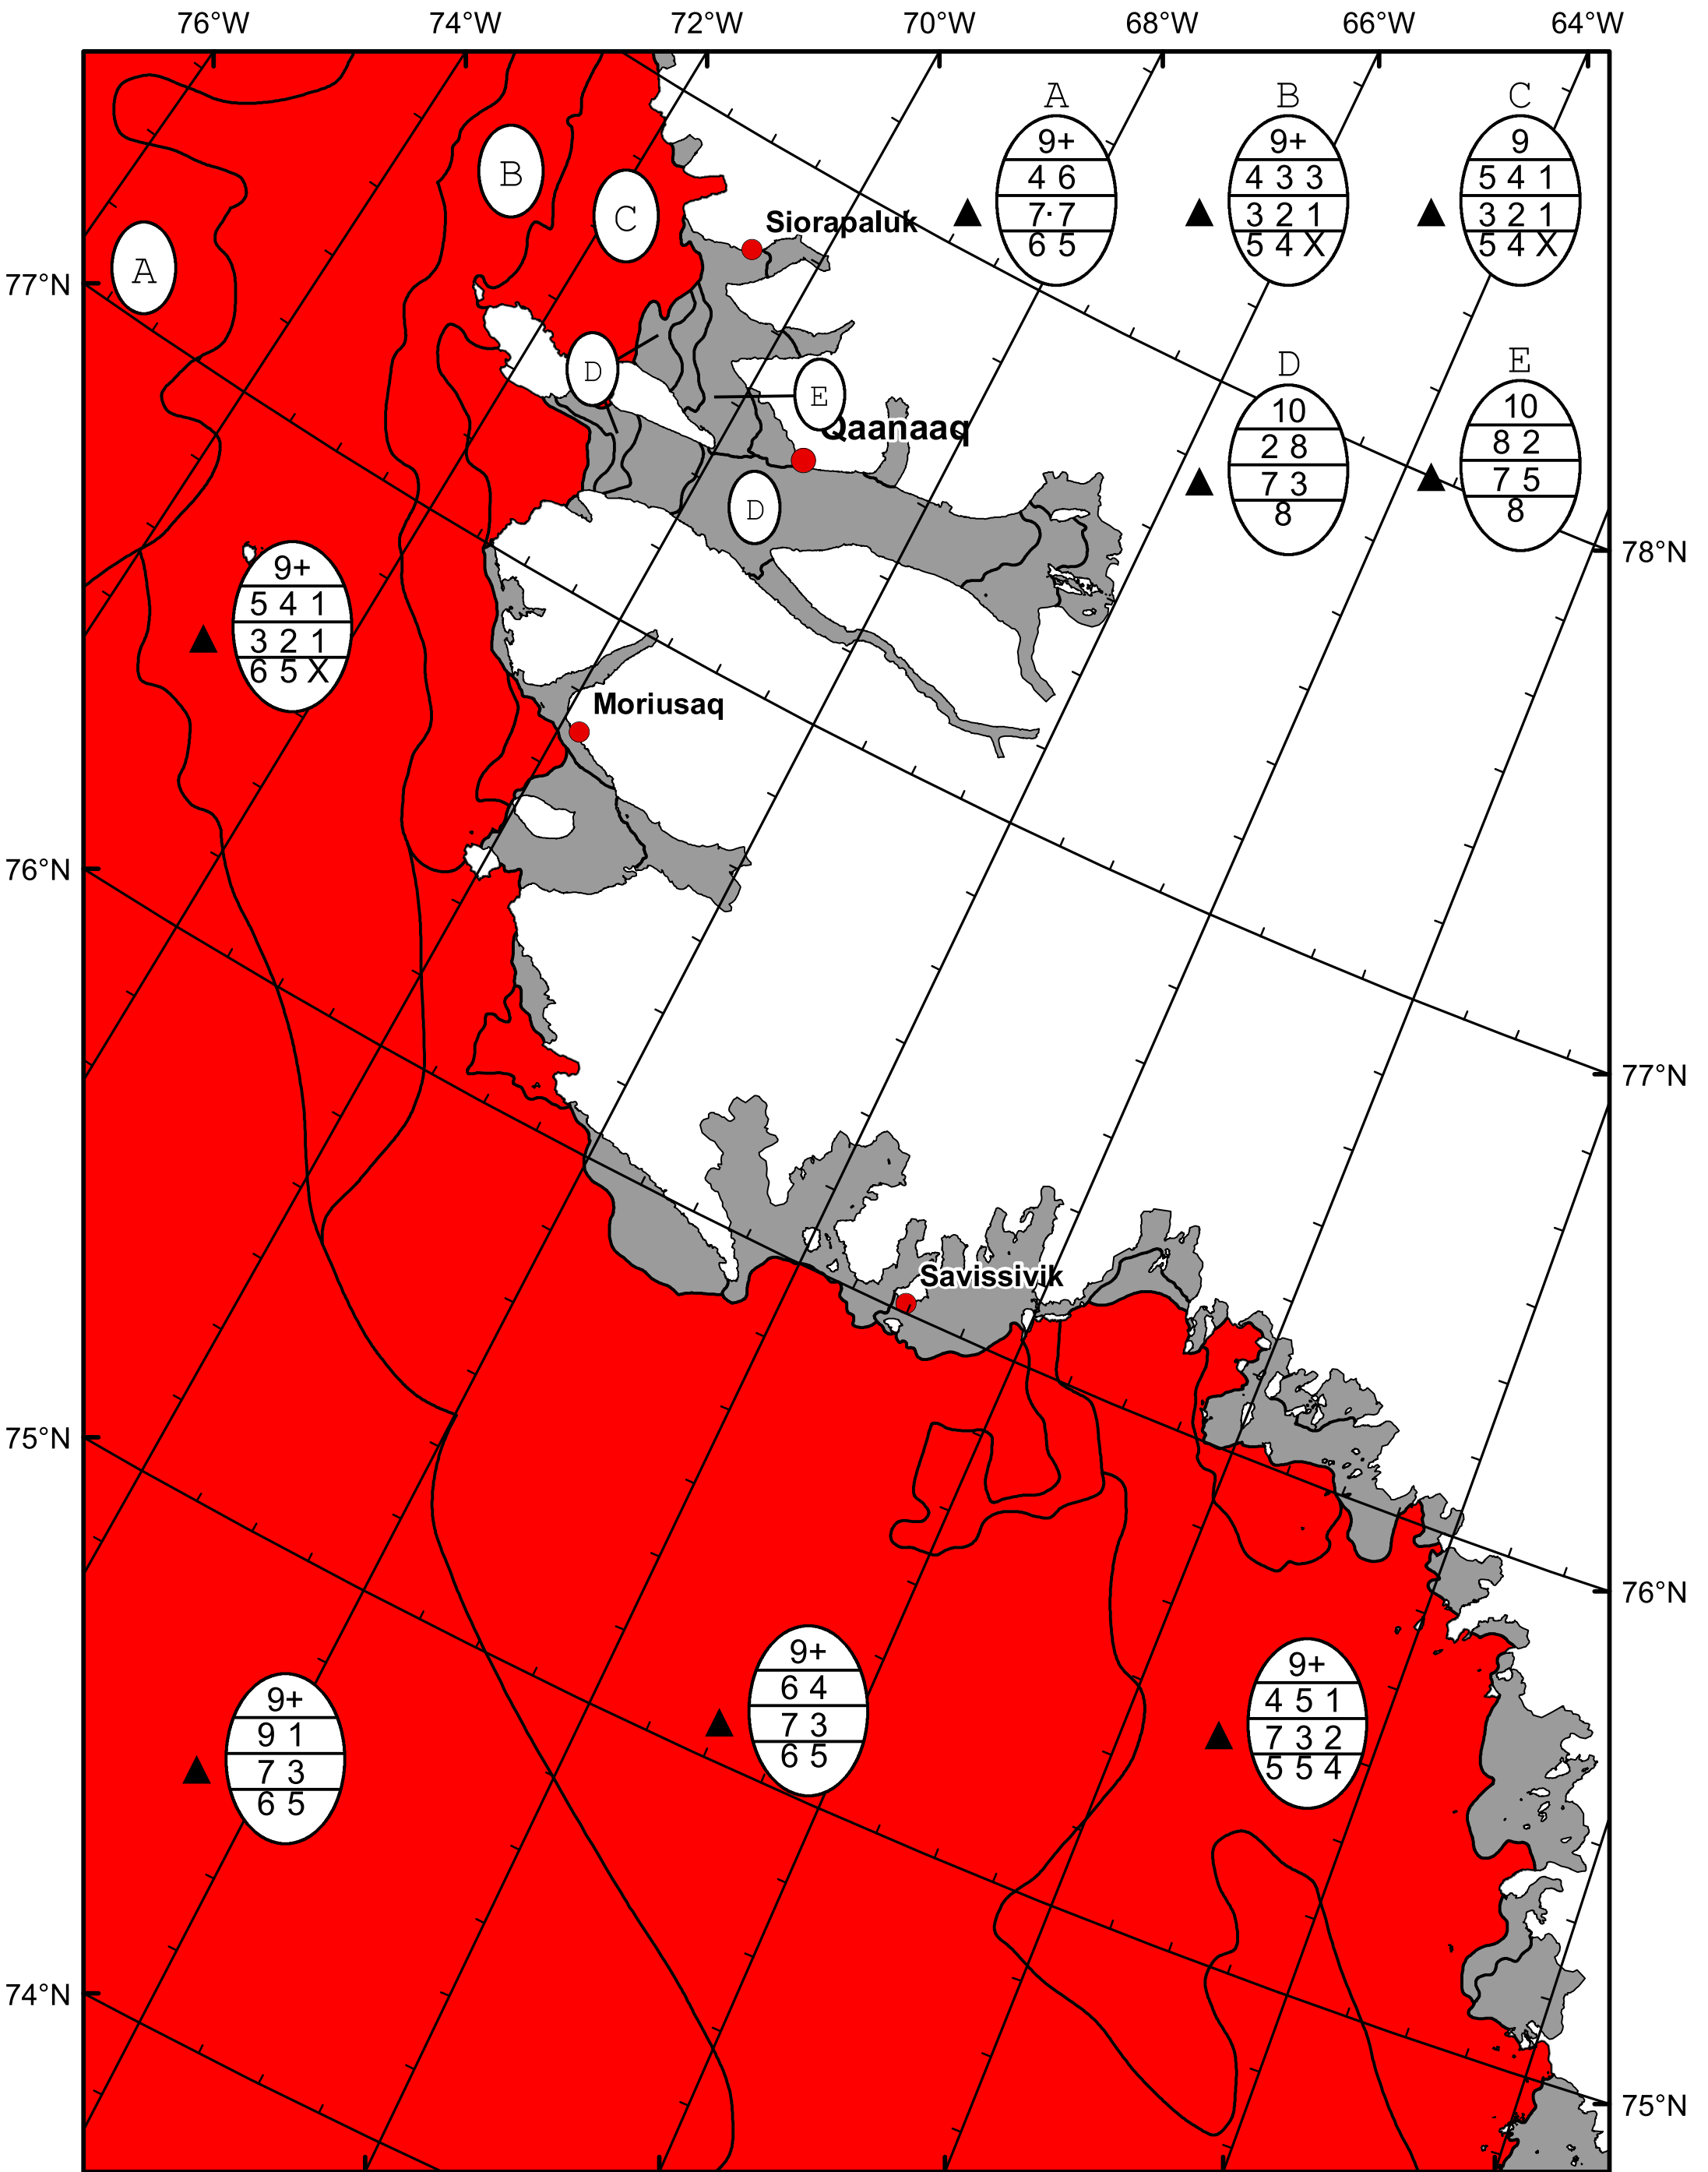 76°W 74°W 72°W 70°W 68°W 66°W 64°W
A B C
9+ 9+ 9
4 6 4 3 3 5 4 1
7·7 3 2 1 3 2 1
6 5 5 4 X 5 4 X
B
C
Siorapaluk
A
77°N
D E
D
E
10 10
2 8 8 2
7 3 7 5
8 8
Qaanaaq
D
78°N
9+
5 4 1
3 2 1
6 5 X
Moriusaq
76°N
77°N
Savissivik
75°N
76°N
9+
6 4
7 3
6 5
9+
4 5 1
7 3 2
5 5 4
9+
9 1
7 3
6 5
74°N
75°N